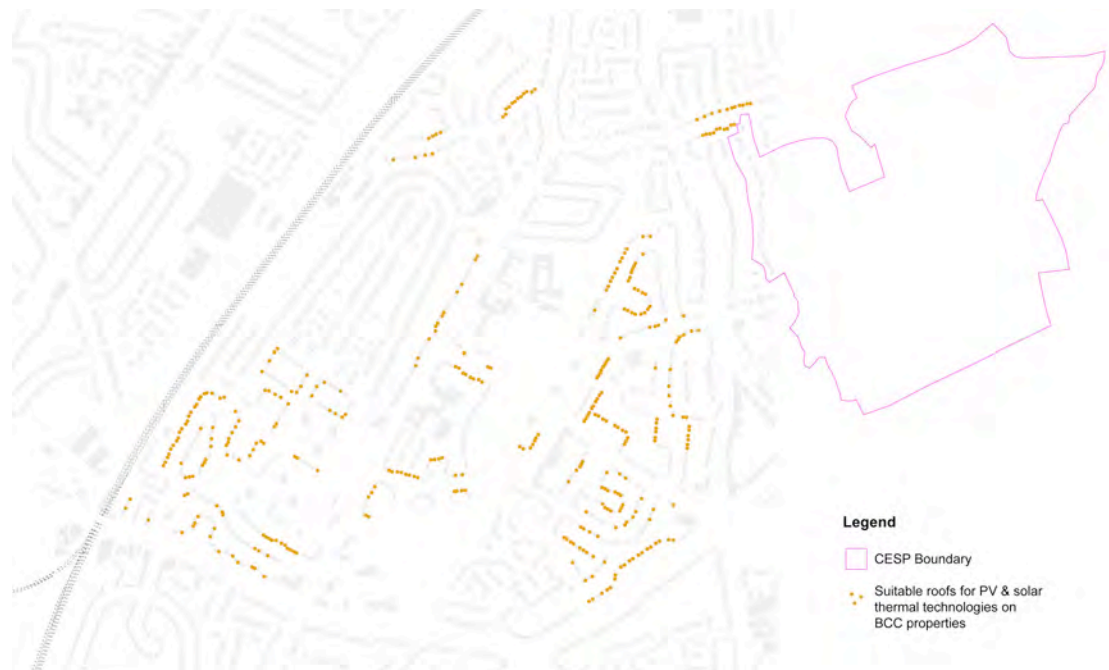 Legend
CESP Boundary
Suitable roofs for PV & solar
thermal technologies on
BCC properties